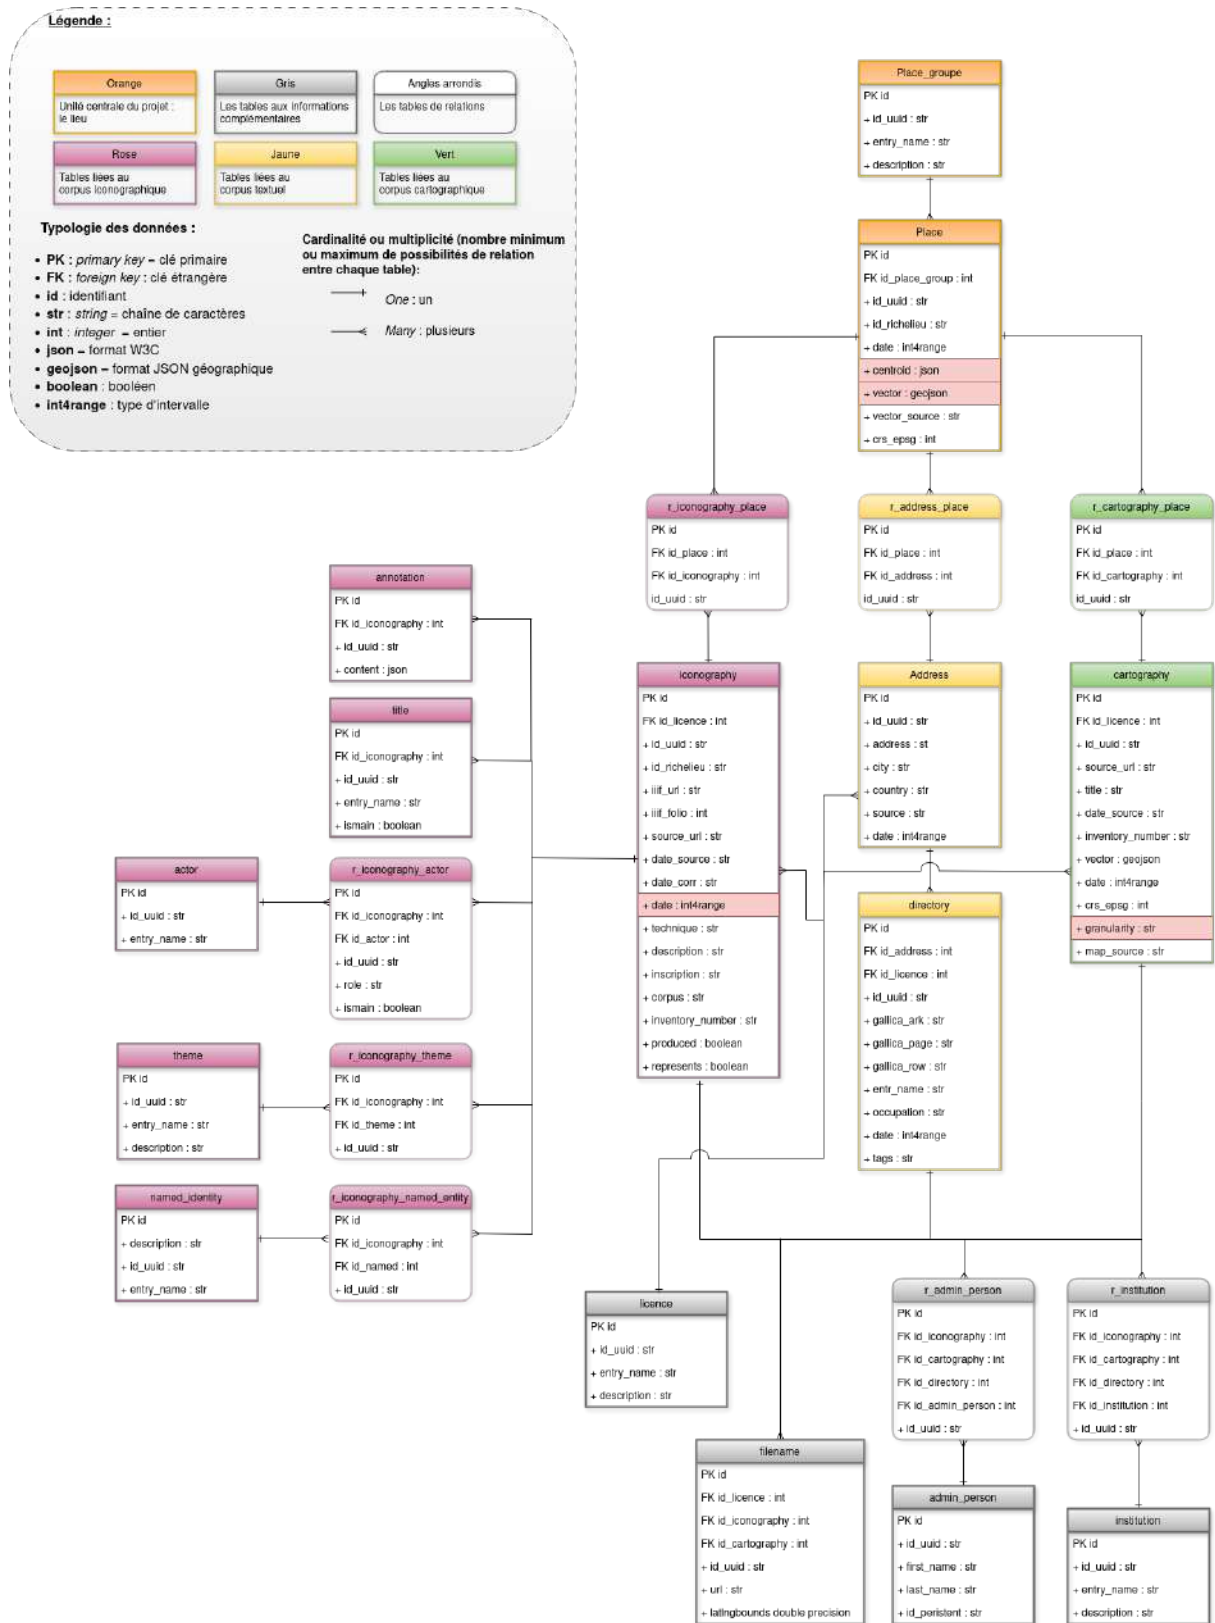 Légende :
Orange
Unité centrale du projet :
le lieu
Gris
Les tables aux informations
complémentaires
Angles arrondis
Les tables de relations
Rose
Tables liées au
corpus iconographique
Jaune
Tables liées au
corpus textuel
Vert
Tables liées au
corpus cartographique
Typologie des données :
• PK : primary key – clé primaire
• FK : foreign key : clé étrangère
• id : identifiant
• str : string = chaîne de caractères
• int : integer – entier
• json – format W3C
• geojson – format JSON géographique
• boolean : booléen
• int4range : type d'intervalle
Cardinalité ou multiplicité (nombre minimum
ou maximum de possibilités de relation
entre chaque table):
One : un
Many : plusieurs
Place_groupe
PK id
+ id_uuid : str
+ entry_name : str
+ description : str
Place
PK id
FK id_place_group : int
+ id_uuid : str
+ id_richelieu : str
+ date : int4range
+ centroid : json
+ vector : geojson
+ vector_source : str
+ crs_epsg : int
r_iconography_place
PK id
FK id_place : int
FK id_iconography : int
id_uuid : str
r_address_place
PK id
FK id_place : int
FK id_address : int
id_uuid : str
r_cartography_place
PK id
FK id_place : int
FK id_cartography : int
id_uuid : str
annotation
PK id
FK id_iconography : int
+ id_uuid : str
+ content : json
title
PK id
FK id_iconography : int
+ id_uuid : str
+ entry_name : str
+ ismain : boolean
actor
PK id
+ id_uuid : str
+ entry_name : str
r_iconography_actor
PK id
FK id_iconography : int
FK id_actor : int
+ id_uuid : str
+ role : str
+ ismain : boolean
theme
PK id
+ id_uuid : str
+ entry_name : str
+ description : str
r_iconography_theme
PK id
FK id_iconography : int
FK id_theme : int
+ id_uuid : str
named_identity
PK id
+ description : str
+ id_uuid : str
+ entry_name : str
r_iconography_named_entity
PK id
FK id_iconography : int
FK id_named : int
+ id_uuid : str
iconography
PK id
FK id_licence : int
+ id_uuid : str
+ id_richelieu : str
+ iiif_url : str
+ iiif_folio : int
+ source_url : str
+ date_source : str
+ date_corr : str
+ date : int4range
+ technique : str
+ description : str
+ inscription : str
+ corpus : str
+ inventory_number : str
+ produced : boolean
+ represents : boolean
Address
PK id
+ id_uuid : str
+ address : st
+ city : str
+ country : str
+ source : str
+ date : int4range
directory
PK id
FK id_address : int
FK id_licence : int
+ id_uuid : str
+ gallica_ark : str
+ gallica_page : str
+ gallica_row : str
+ entr_name : str
+ occupation : str
+ date : int4range
+ tags : str
cartography
PK id
FK id_licence : int
+ id_uuid : str
+ source_url : str
+ title : str
+ date_source : str
+ inventory_number : str
+ vector : geojson
+ date : int4range
+ crs_epsg : int
+ granularity : str
+ map_source : str
licence
PK id
+ id_uuid : str
+ entry_name : str
+ description : str
filename
PK id
FK id_licence : int
FK id_iconography : int
FK id_cartography : int
+ id_uuid : str
+ url : str
+ latlngbounds double precision
r_admin_person
PK id
FK id_iconography : int
FK id_cartography : int
FK id_directory : int
FK id_admin_person : int
+ id_uuid : str
admin_person
PK id
+ id_uuid : str
+ first_name : str
+ last_name : str
+ id_peristent : str
r_institution
PK id
FK id_iconography : int
FK id_cartography : int
FK id_directory : int
FK id_institution : int
+ id_uuid : str
institution
PK id
+ id_uuid : str
+ entry_name : str
+ description : str